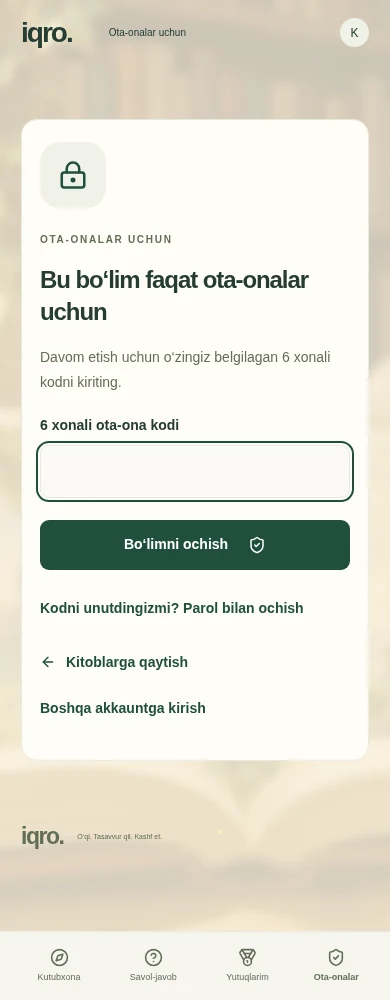 iqro. Ota-onalar uchun K
OTA-ONALAR UCHUN
Bu bo‘lim faqat ota-onalar
uchun
Davom etish uchun o‘zingiz belgilagan 6 xonali
kodni kiriting.
6 xonali ota-ona kodi
Bo‘limni ochish
Kodni unutdingizmi? Parol bilan ochish
Kitoblarga qaytish
Boshqa akkauntga kirish
iqro. O‘qi. Tasavvur qil. Kashf et.
Kutubxona Savol-javob Yutuqlarim Ota-onalar